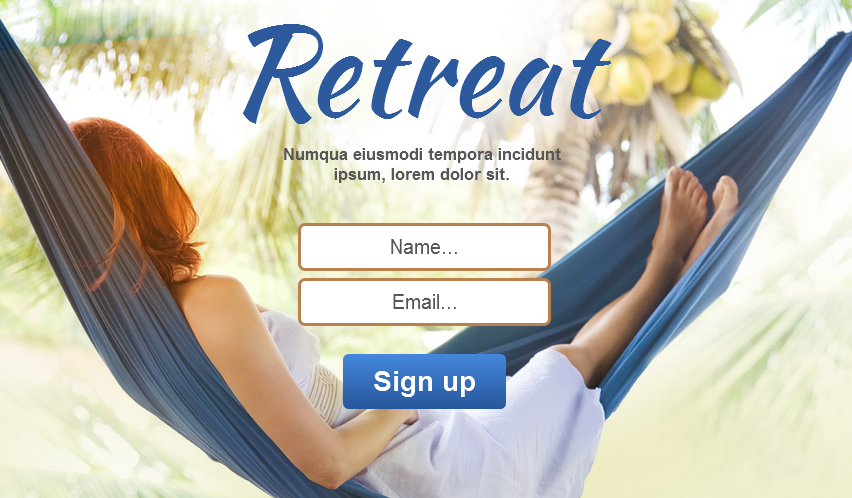 Retreat
Numqua eiusmodi tempora incidunt
ipsum, lorem dolor sit.
Name...
Email...
Sign up